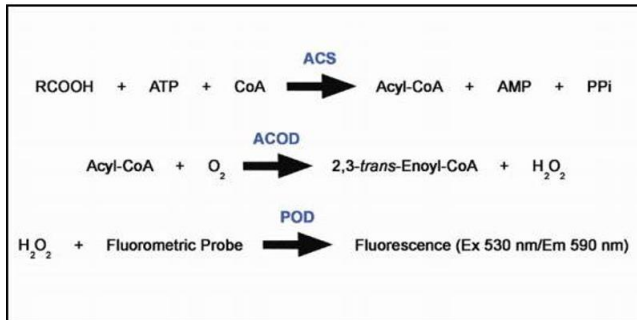 ACS
RCOOH + ATP + CoA Acyl-CoA + AMP + PPi
ACOD
Acyl-CoA + O₂ 2,3-trans-Enoyl-CoA + H₂O₂
POD
H₂O₂ + Fluorometric Probe Fluorescence (Ex 530 nm/Em 590 nm)